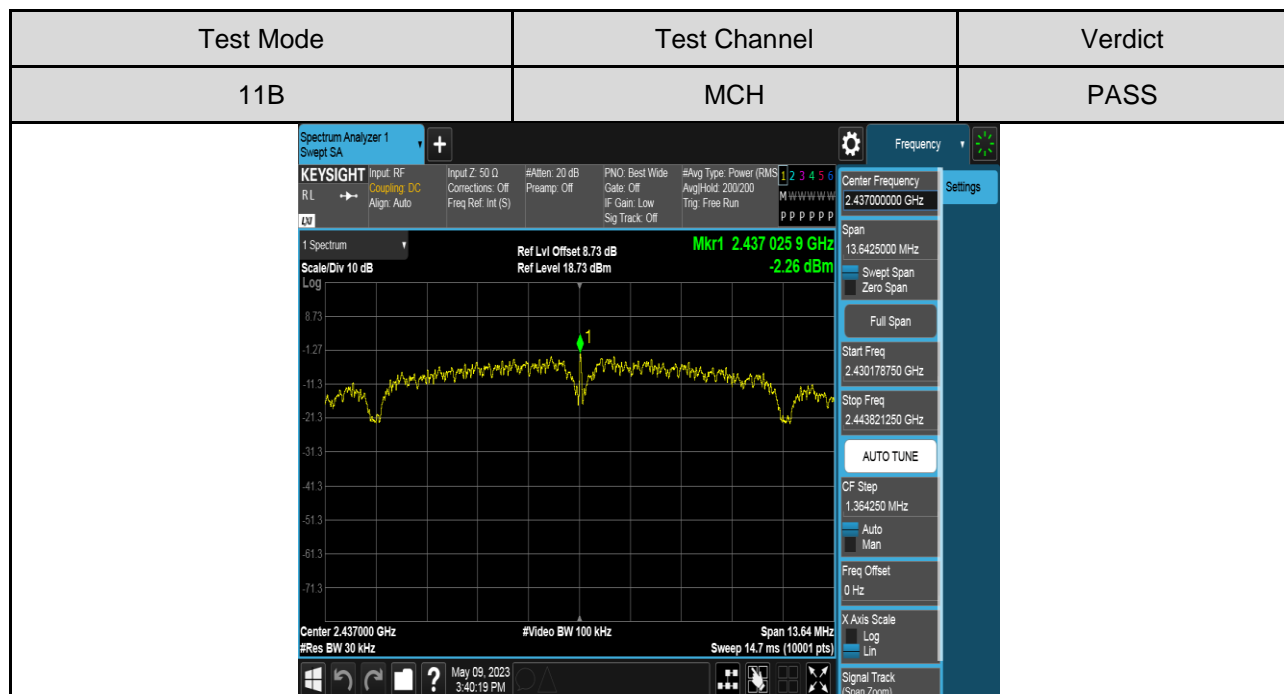 Test Mode Test Channel Verdict
11B MCH PASS
Spectrum Analyzer 1
Swept SA
+
Frequency
KEYSIGHT
RL
LXI
Input: RF
Coupling: DC
Align: Auto
Input Z: 50 Ω
Corrections: Off
Freq Ref: Int (S)
#Atten: 20 dB
Preamp: Off
PNO: Best Wide
Gate: Off
IF Gain: Low
Sig Track: Off
#Avg Type: Power (RMS
Avg|Hold: 200/200
Trig: Free Run
1 2 3 4 5 6
M W W W W W
P P P P P P
1 Spectrum
Scale/Div 10 dB
Log
Ref Lvl Offset 8.73 dB
Ref Level 18.73 dBm
Mkr1 2.437 025 9 GHz
-2.26 dBm
8.73
-1.27
-11.3
-21.3
-31.3
-41.3
-51.3
-61.3
-71.3
1
Center 2.437000 GHz
#Res BW 30 kHz
#Video BW 100 kHz
Span 13.64 MHz
Sweep 14.7 ms (10001 pts)
?
May 09, 2023
3:40:19 PM
Center Frequency
2.437000000 GHz
Span
13.6425000 MHz
Swept Span
Zero Span
Full Span
Start Freq
2.430178750 GHz
Stop Freq
2.443821250 GHz
AUTO TUNE
CF Step
1.364250 MHz
Auto
Man
Freq Offset
0 Hz
X Axis Scale
Log
Lin
Signal Track
(Span Zoom)
Settings